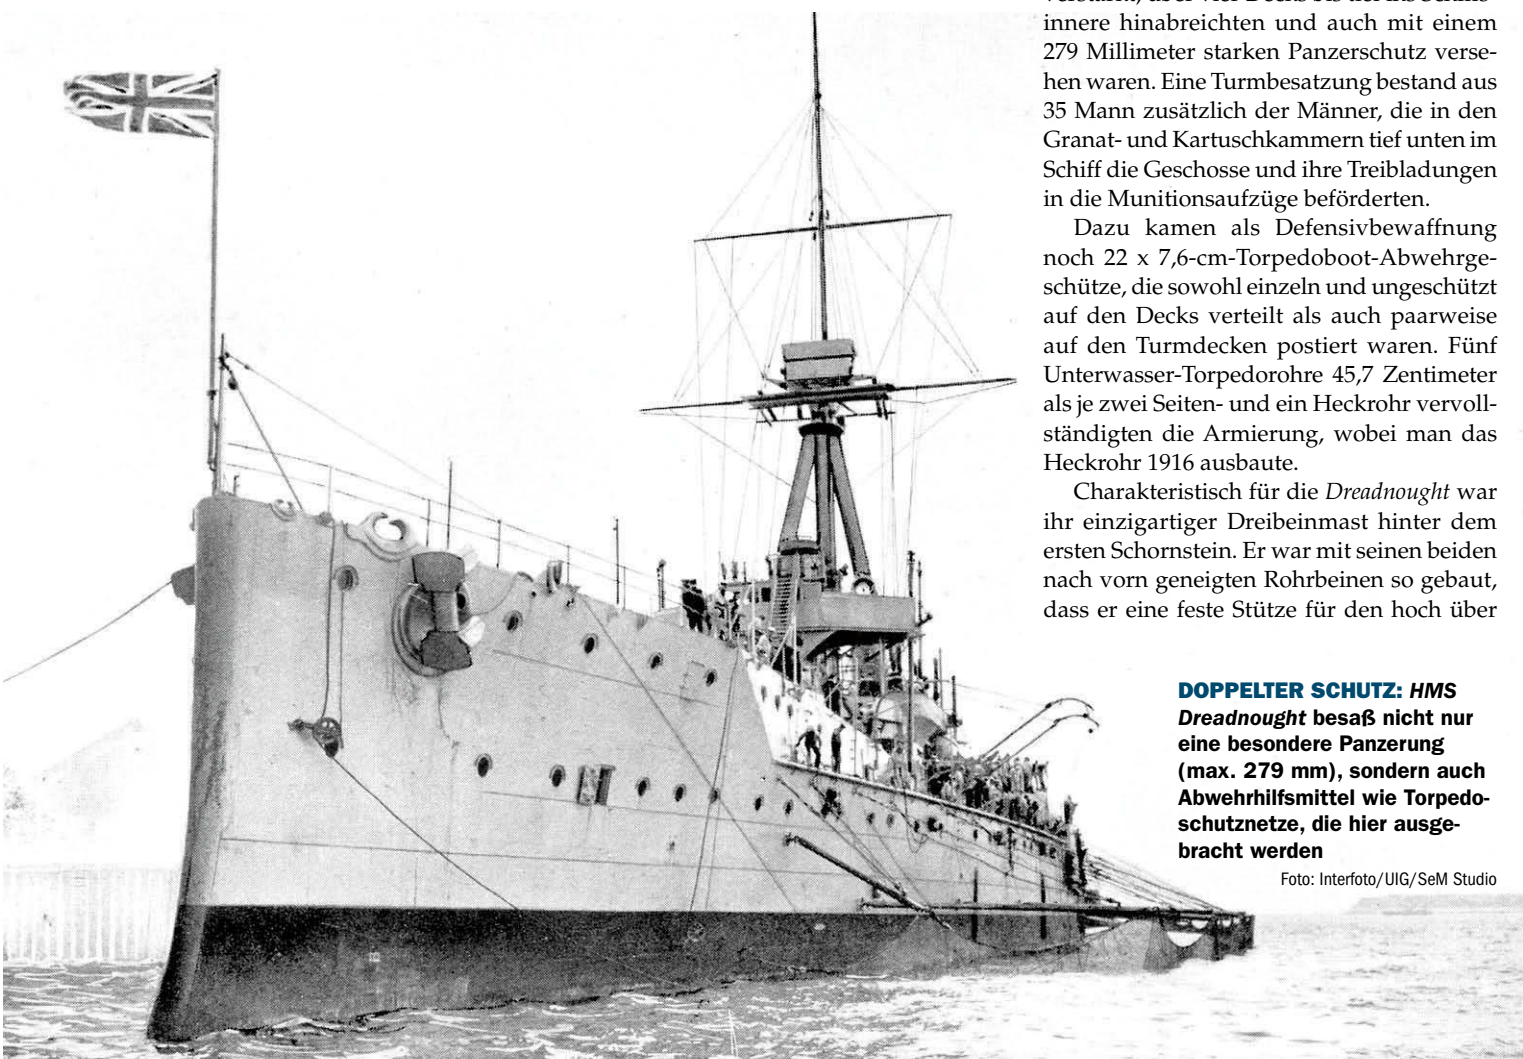 innere hinabreichten und auch mit einem
279 Millimeter starken Panzerschutz verse-
hen waren. Eine Turmbesatzung bestand aus
35 Mann zusätzlich der Männer, die in den
Granat- und Kartuschkammern tief unten im
Schiff die Geschosse und ihre Treibladungen
in die Munitionsaufzüge beförderten.
Dazu kamen als Defensivbewaffnung
noch 22 x 7,6-cm-Torpedoboot-Abwehrge-
schütze, die sowohl einzeln und ungeschützt
auf den Decks verteilt als auch paarweise
auf den Turmdecken postiert waren. Fünf
Unterwasser-Torpedorohre 45,7 Zentimeter
als je zwei Seiten- und ein Heckrohr vervoll-
ständigten die Armierung, wobei man das
Heckrohr 1916 ausbaute.
Charakteristisch für die Dreadnought war
ihr einzigartiger Dreibeinmast hinter dem
ersten Schornstein. Er war mit seinen beiden
nach vorn geneigten Rohrbeinen so gebaut,
dass er eine feste Stütze für den hoch über
DOPPELTER SCHUTZ: HMS
Dreadnought besaß nicht nur
eine besondere Panzerung
(max. 279 mm), sondern auch
Abwehrhilfsmittel wie Torpedo-
schutznetze, die hier ausge-
bracht werden
Foto: Interfoto/UIG/SeM Studio